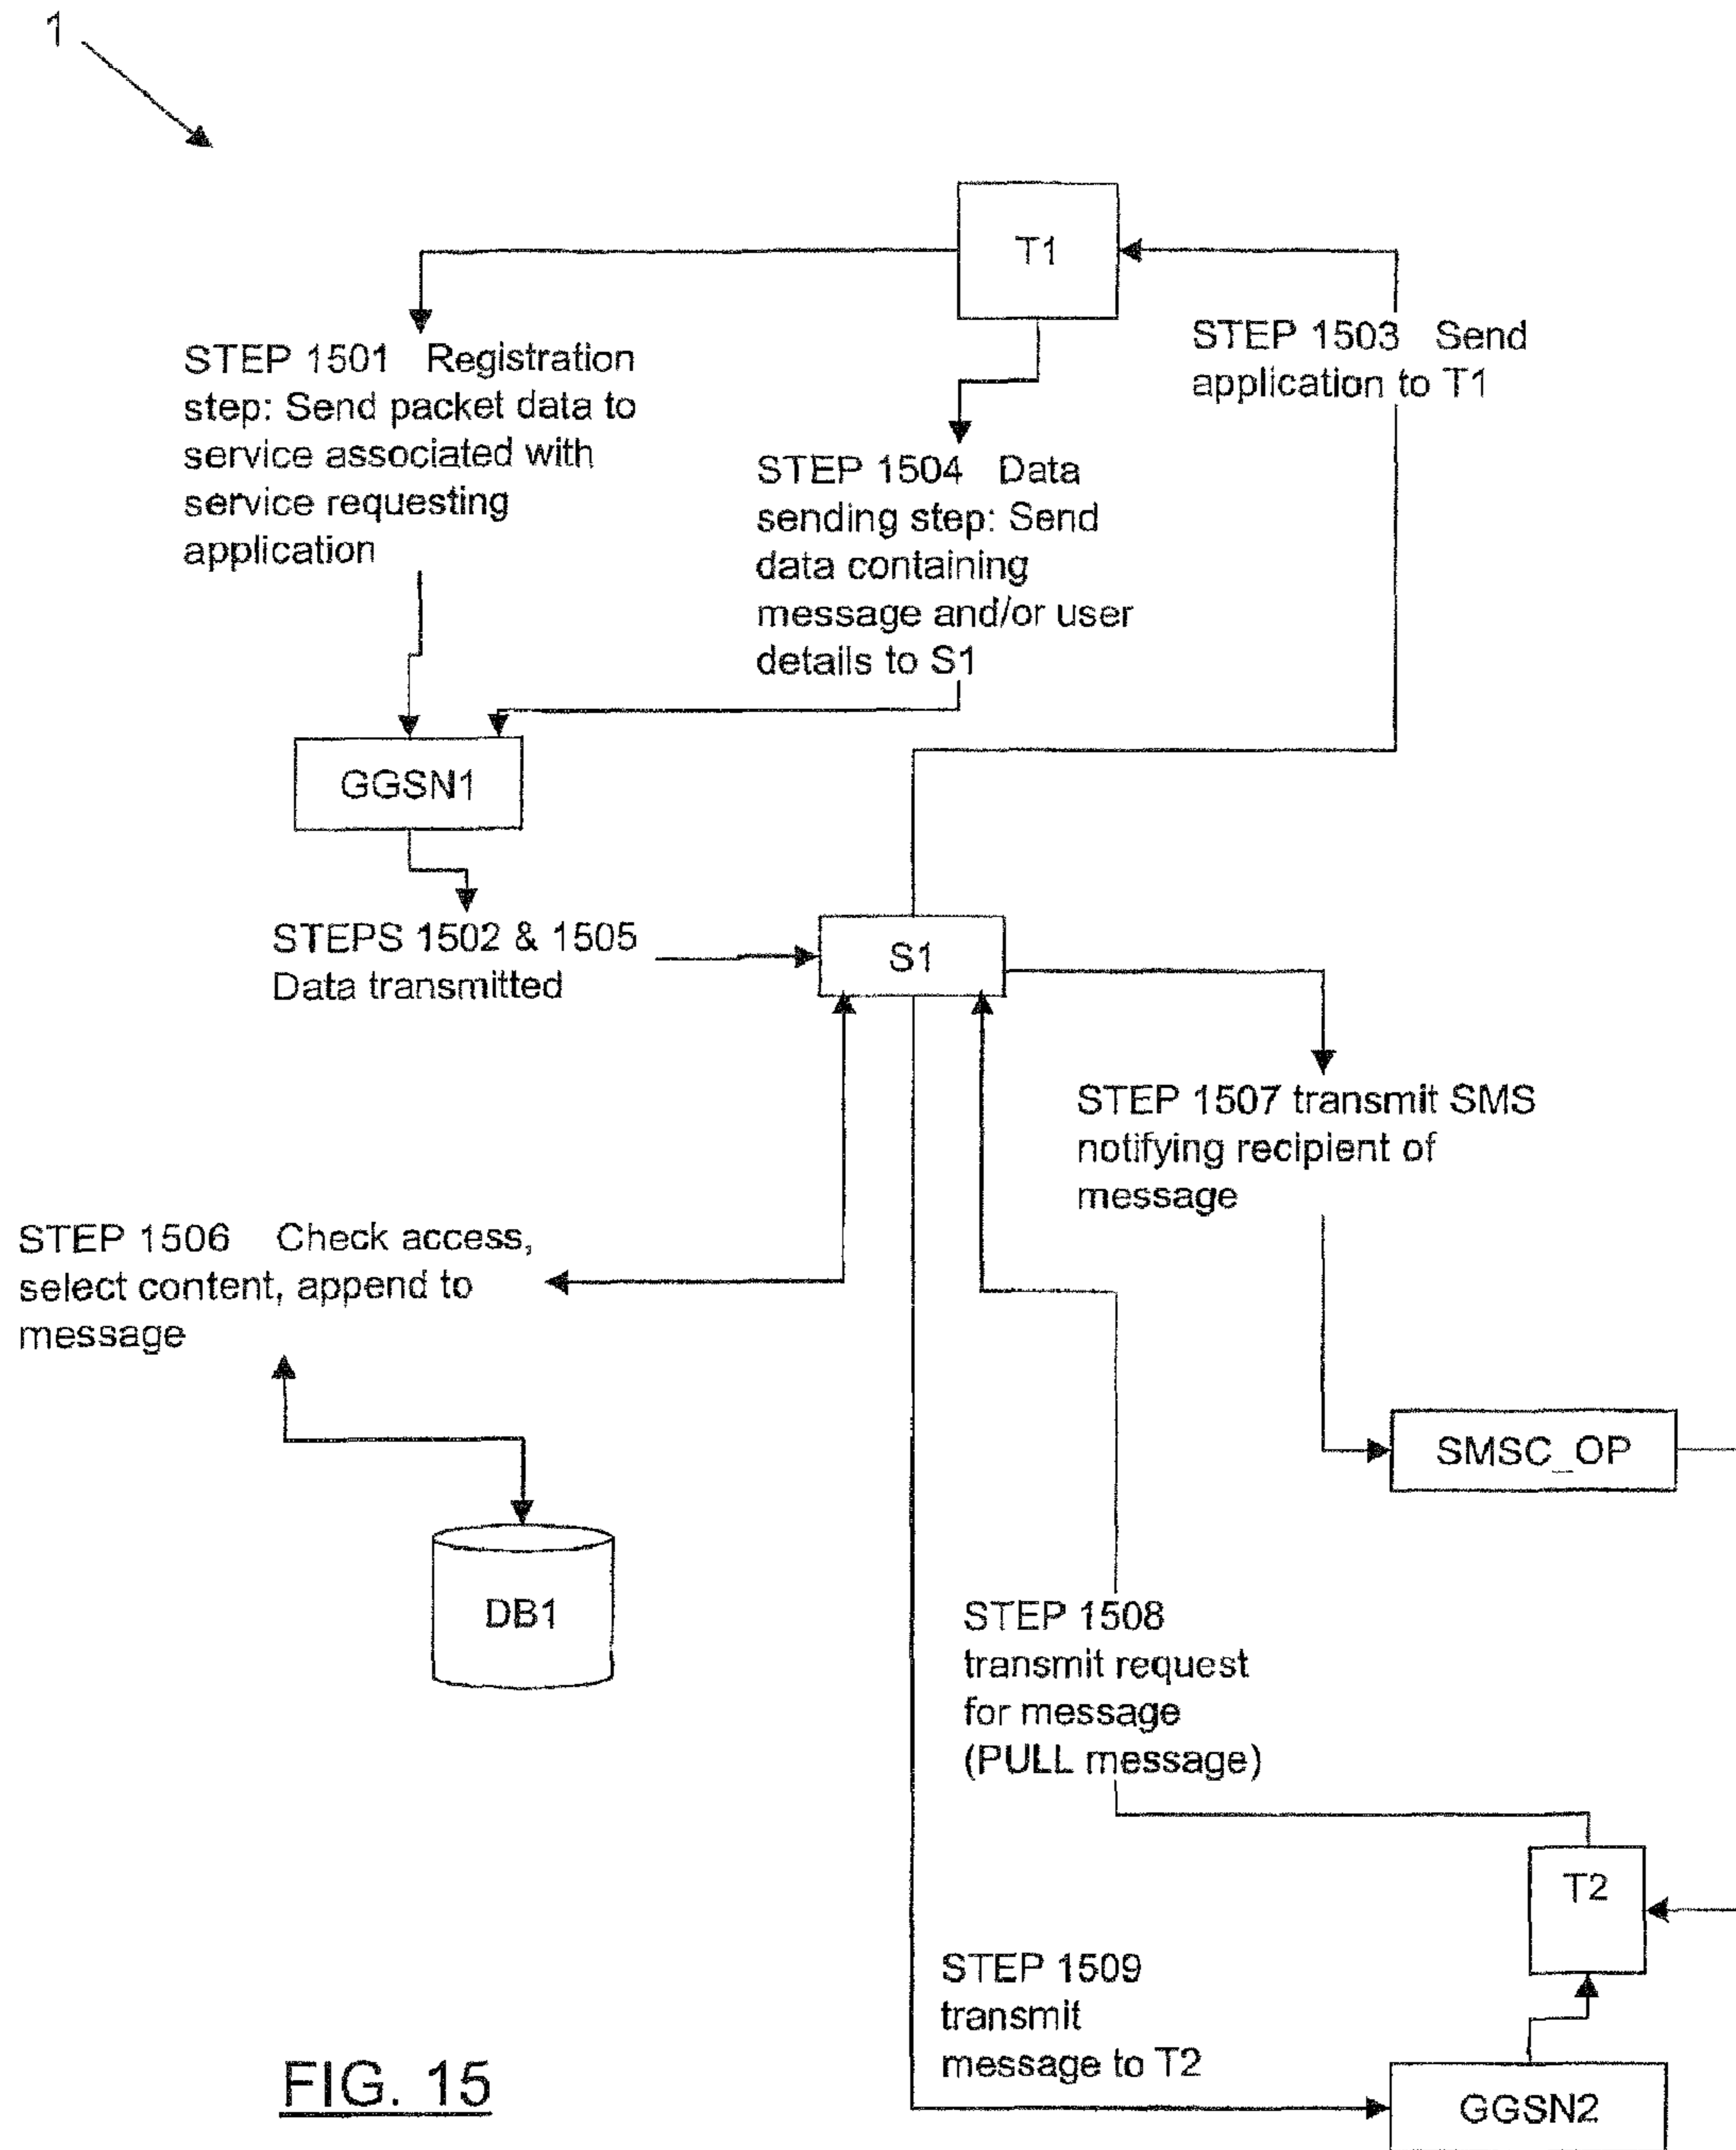 1
T1
STEP 1503 Send
application to T1
STEP 1501 Registration
step: Send packet data to
service associated with
service requesting
application
STEP 1504 Data
sending step: Send
data containing
message and/or user
details to S1
GGSN1
STEPS 1502 & 1505
Data transmitted
S1
STEP 1507 transmit SMS
notifying recipient of
message
STEP 1506 Check access,
select content, append to
message
SMSC_OP
DB1
STEP 1508
transmit request
for message
(PULL message)
T2
STEP 1509
transmit
message to T2
GGSN2
FIG. 15